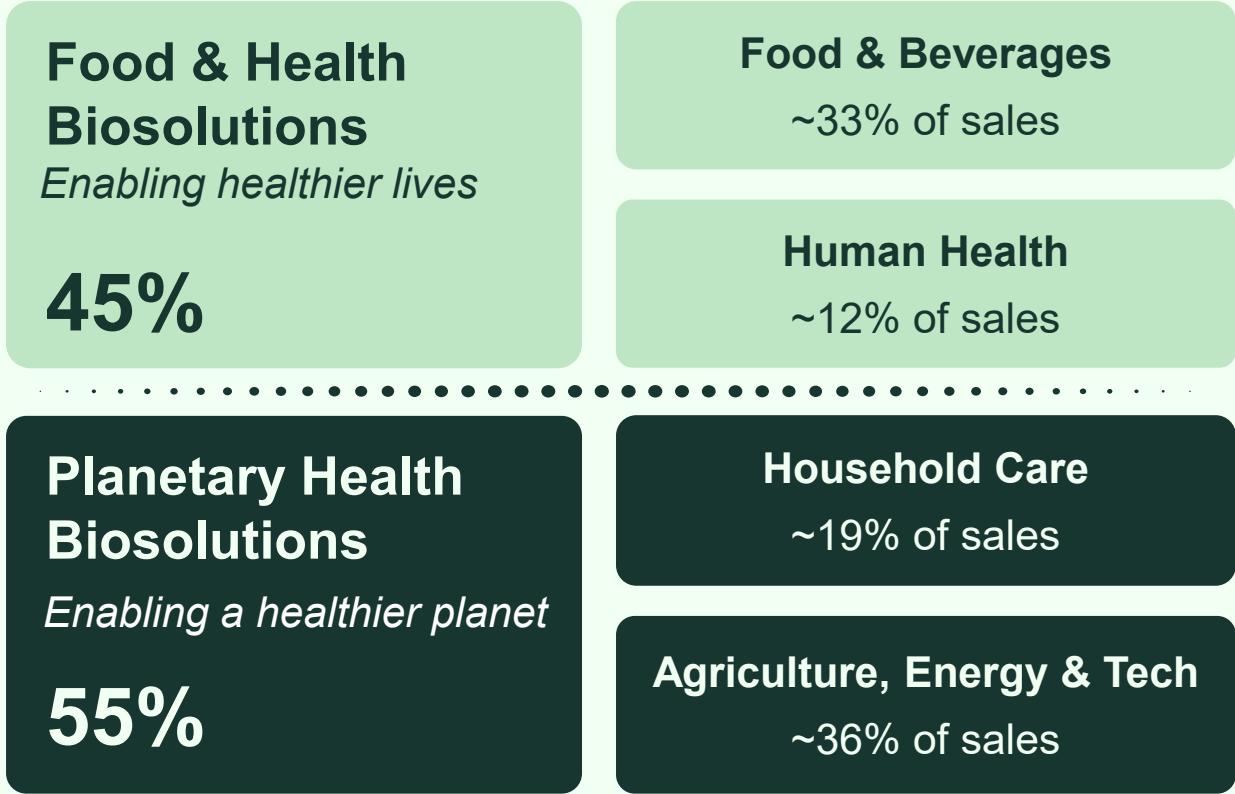 Food & Health
Biosolutions
Enabling healthier lives
45%
Food & Beverages
~33% of sales
Human Health
~12% of sales
Planetary Health
Biosolutions
Enabling a healthier planet
55%
Household Care
~19% of sales
Agriculture, Energy & Tech
~36% of sales